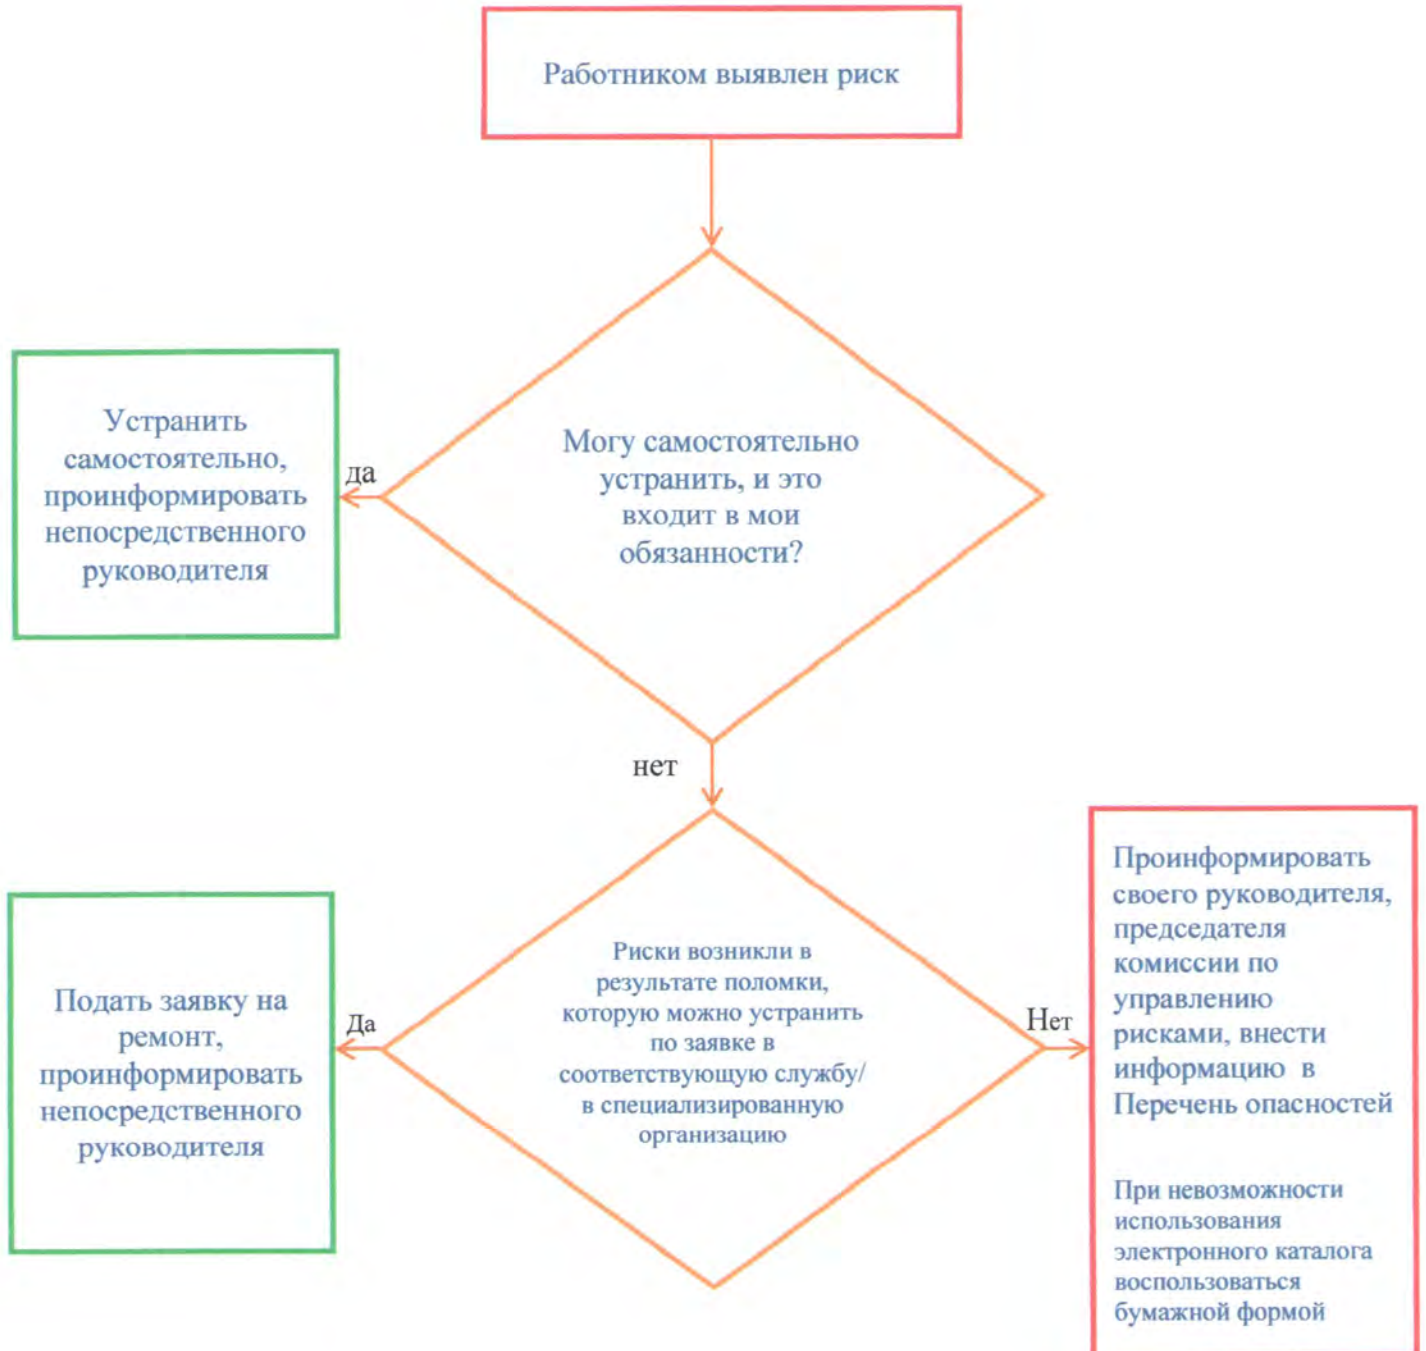 Работником выявлен риск
Устранить
самостоятельно,
проинформировать
непосредственного
руководителя
да
Могу самостоятельно
устранить, и это
входит в мои
обязанности?
нет
Подать заявку на
ремонт,
проинформировать
непосредственного
руководителя
Да
Риски возникли в
результате поломки,
которую можно устранить
по заявке в
соответствующую службу/
в специализированную
организацию
Нет
Проинформировать
своего руководителя,
председателя
комиссии по
управлению
рисками, внести
информацию в
Перечень опасностей
При невозможности
использования
электронного каталога
воспользоваться
бумажной формой